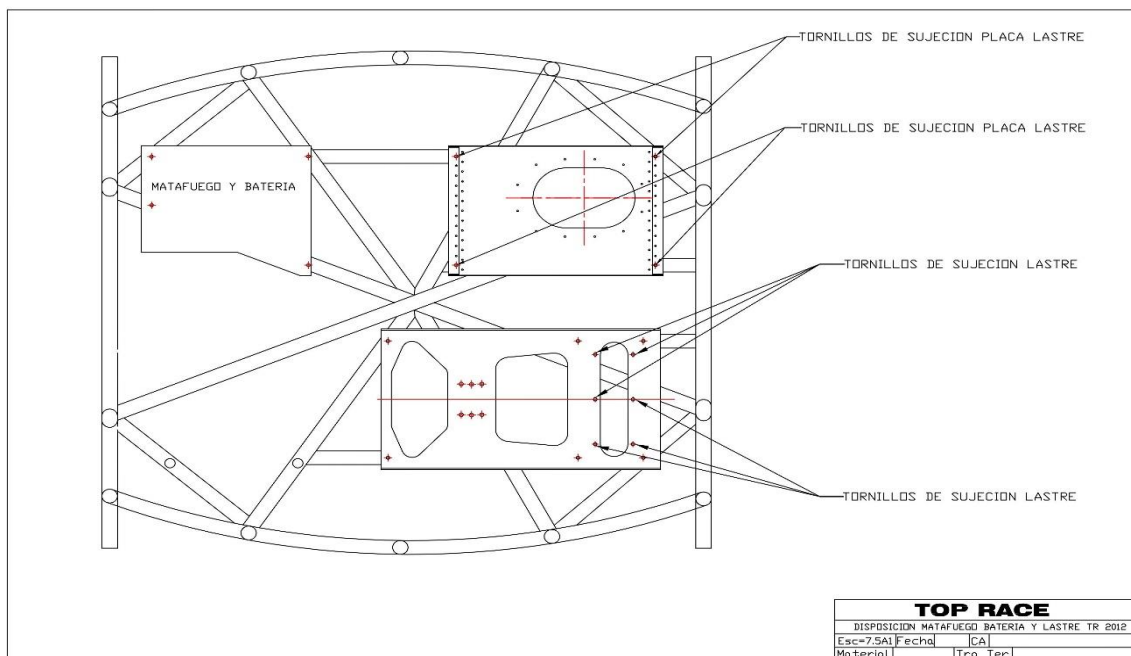 TORNILLOS DE SUJECION PLACA LASTRE
TORNILLOS DE SUJECION PLACA LASTRE
MATAFUEGO Y BATERIA
TORNILLOS DE SUJECION LASTRE
TORNILLOS DE SUJECION LASTRE
TOP RACE
DISPOSICION MATAFUEGO BATERIA Y LASTRE TR 2012
Esc=7.5A1 Fecha CA
Material Tra. Ter.